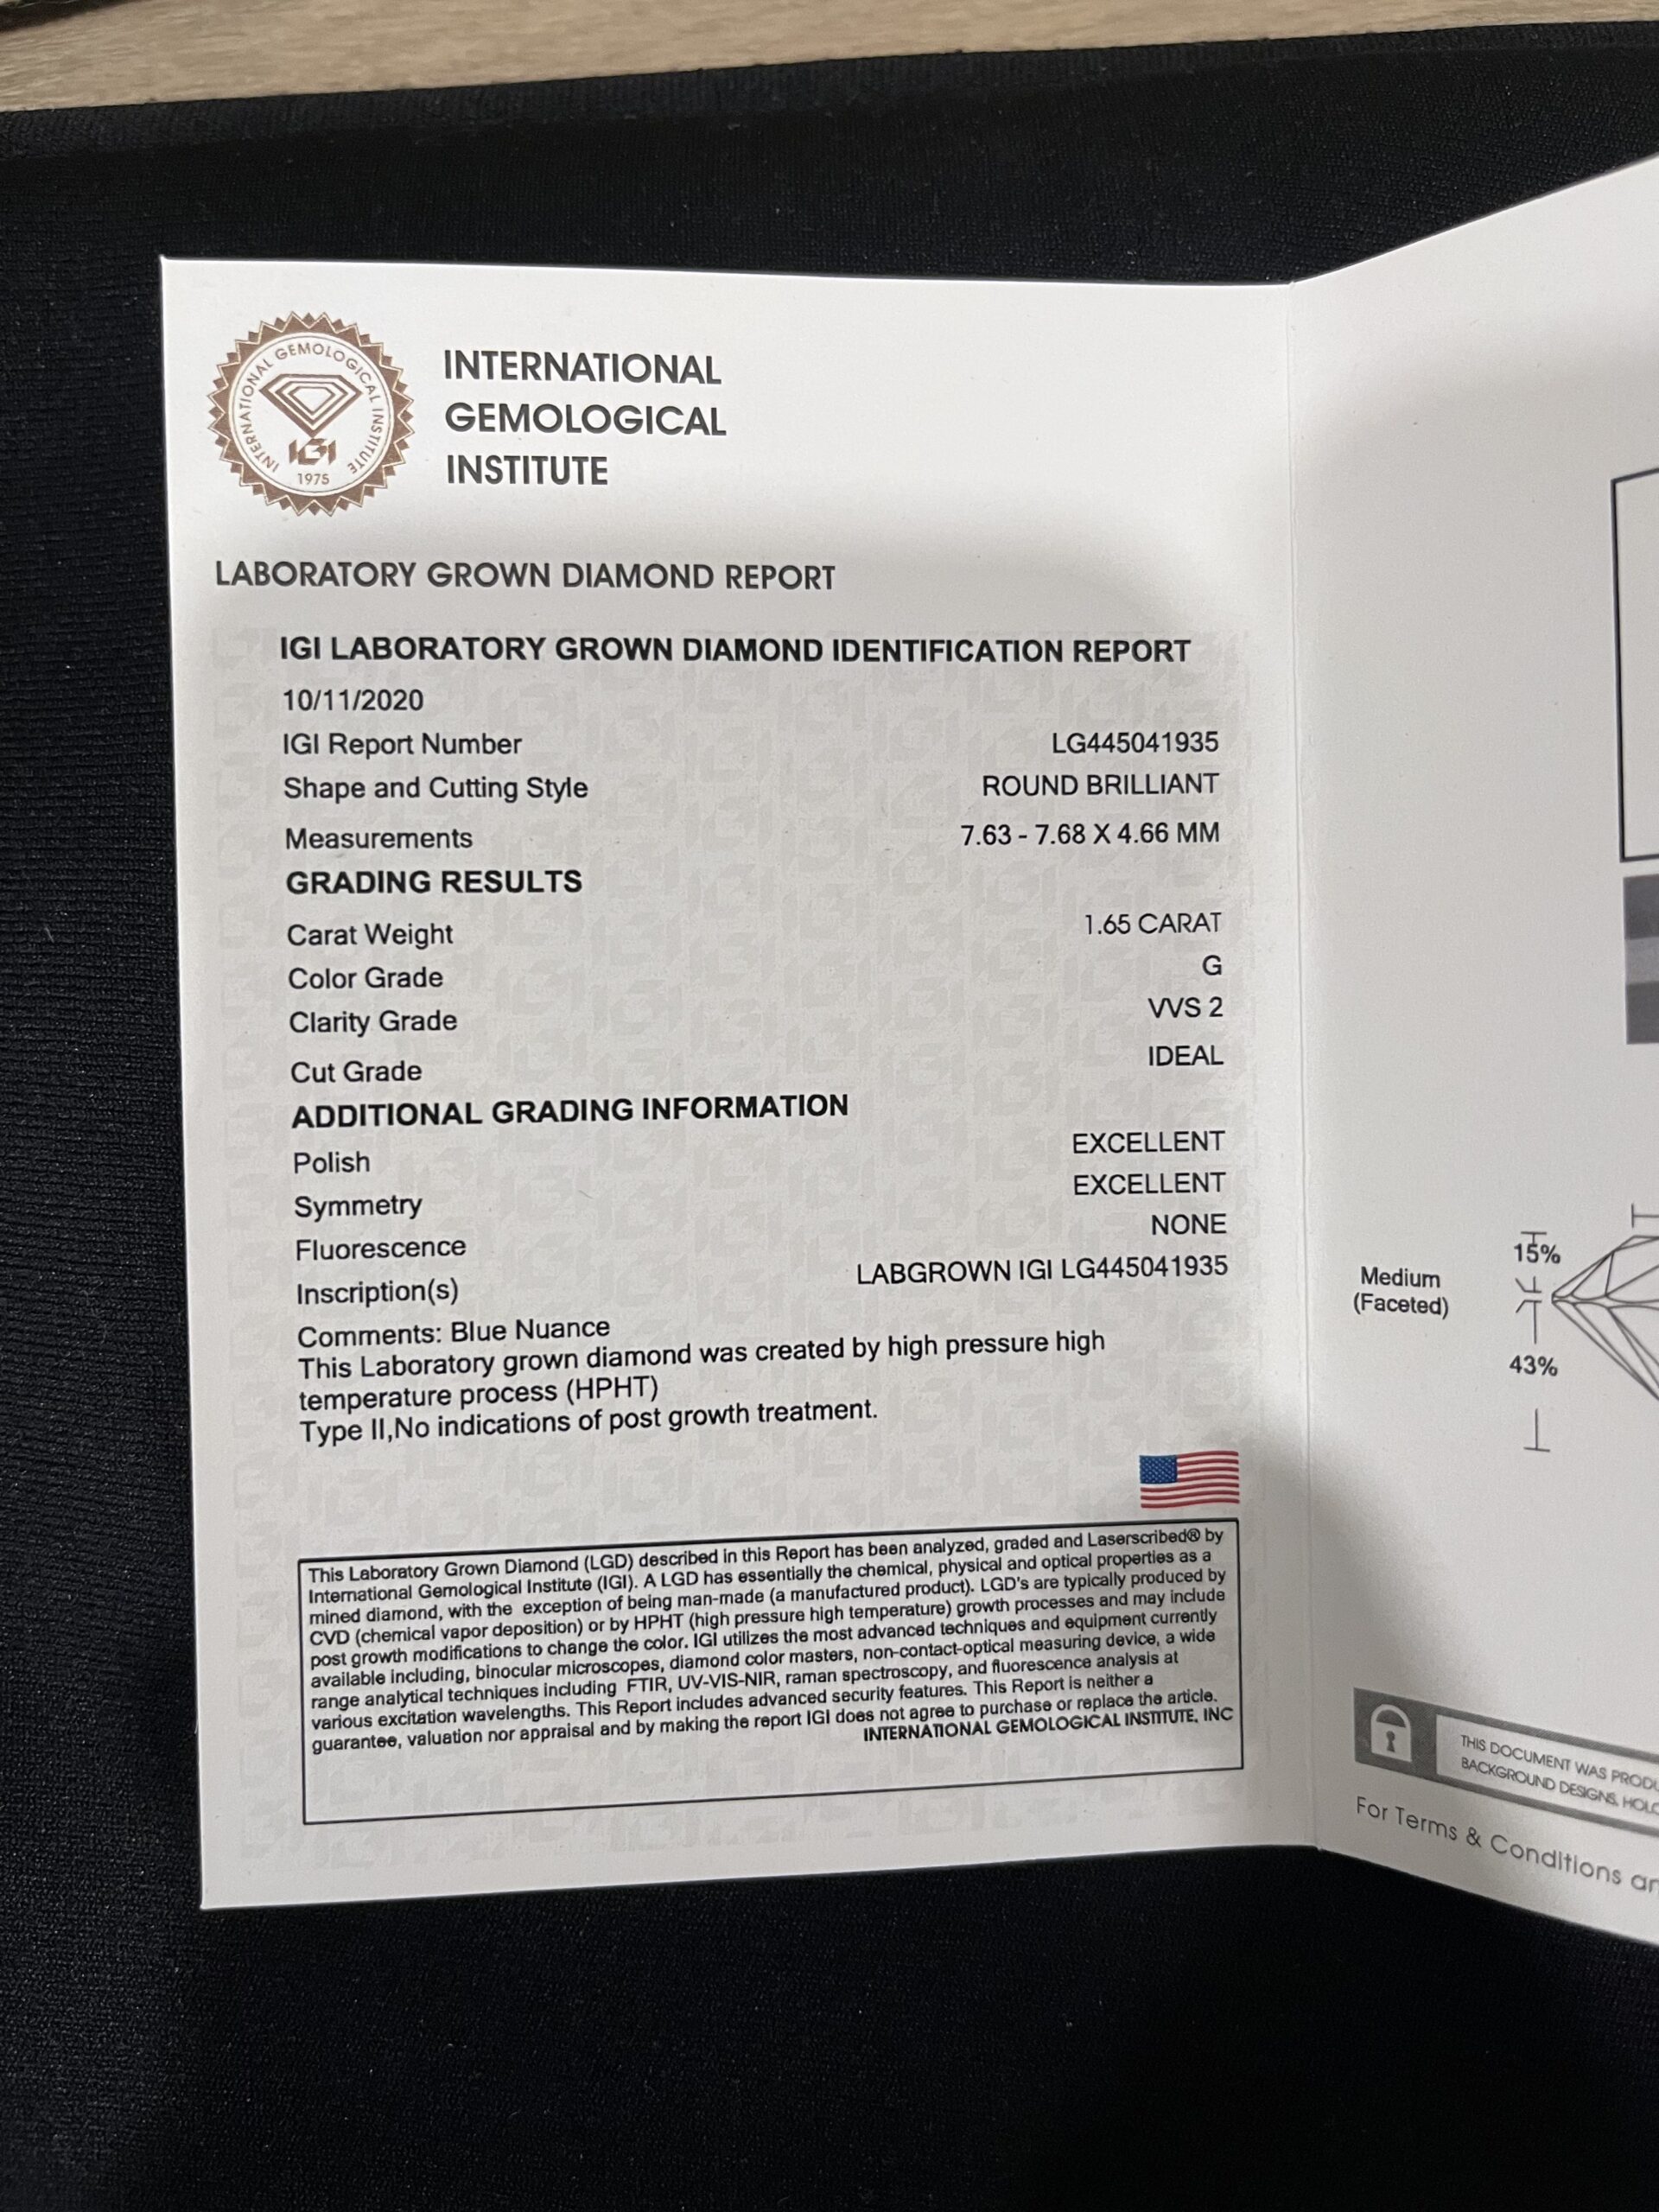 INTERNATIONAL GEMOLOGICAL INSTITUTE
IGI
1975
INTERNATIONAL
GEMOLOGICAL
INSTITUTE
LABORATORY GROWN DIAMOND REPORT
IGI LABORATORY GROWN DIAMOND IDENTIFICATION REPORT
10/11/2020
IGI Report Number LG445041935
Shape and Cutting Style ROUND BRILLIANT
Measurements 7.63 - 7.68 X 4.66 MM
GRADING RESULTS
Carat Weight 1.65 CARAT
Color Grade G
Clarity Grade VVS 2
Cut Grade IDEAL
ADDITIONAL GRADING INFORMATION
Polish EXCELLENT
Symmetry EXCELLENT
Fluorescence NONE
Inscription(s) LABGROWN IGI LG445041935
Comments: Blue Nuance
This Laboratory grown diamond was created by high pressure high
temperature process (HPHT)
Type II,No indications of post growth treatment.
This Laboratory Grown Diamond (LGD) described in this Report has been analyzed, graded and Laserscribed® by
International Gemological Institute (IGI). A LGD has essentially the chemical, physical and optical properties as a
mined diamond, with the exception of being man-made (a manufactured product). LGD's are typically produced by
CVD (chemical vapor deposition) or by HPHT (high pressure high temperature) growth processes and may include
post growth modifications to change the color. IGI utilizes the most advanced techniques and equipment currently
available including, binocular microscopes, diamond color masters, non-contact-optical measuring device, a wide
range analytical techniques including FTIR, UV-VIS-NIR, raman spectroscopy, and fluorescence analysis at
various excitation wavelengths. This Report includes advanced security features. This Report is neither a
guarantee, valuation nor appraisal and by making the report IGI does not agree to purchase or replace the article.
INTERNATIONAL GEMOLOGICAL INSTITUTE, INC
15%
Medium
(Faceted)
43%
THIS DOCUMENT WAS
BACKGROUND DESIGNS,
For Terms & Conditions